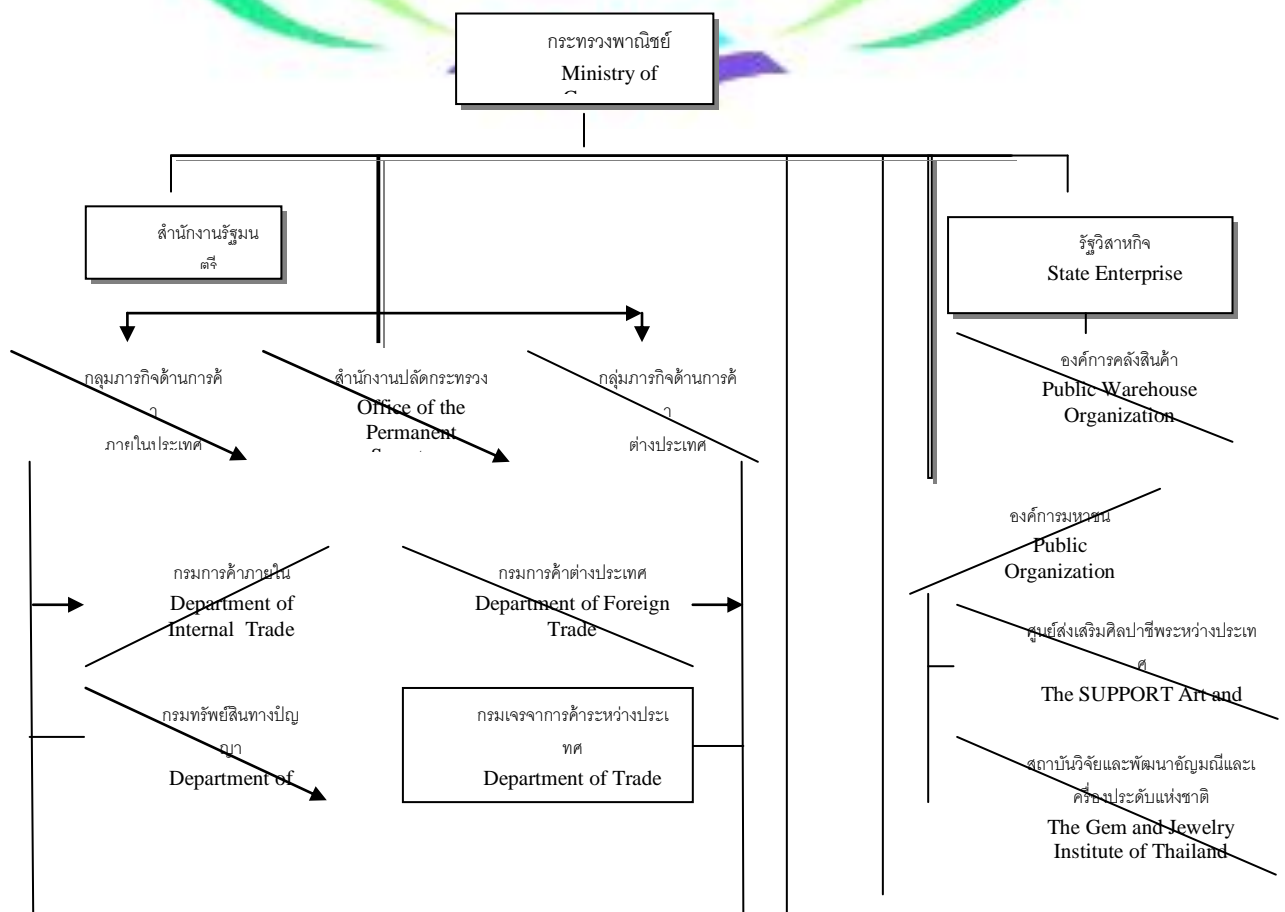 กระทรวงพาณิชย์
Ministry of
สำนักงานรัฐมน
ตรี
รัฐวิสาหกิจ
State Enterprise
กลุ่มภารกิจด้านการค้
า
ภายในประเทศ
สำนักงานปลัดกระทรวง
Office of the
Permanent
กลุ่มภารกิจด้านการค้
า
ต่างประเทศ
องค์การคลังสินค้า
Public Warehouse
Organization
องค์การมหาชน
Public
Organization
กรมการค้าภายใน
Department of
Internal Trade
กรมการค้าต่างประเทศ
Department of Foreign
Trade
ศูนย์ส่งเสริมศิลปาชีพระหว่างประเท
ศ
The SUPPORT Art and
กรมทรัพย์สินทางปัญ
ญา
Department of
กรมเจรจาการค้าระหว่างประเ
ทศ
Department of Trade
สถาบันวิจัยและพัฒนาอัญมณีและเ
ครื่องประดับแห่งชาติ
The Gem and Jewelry
Institute of Thailand